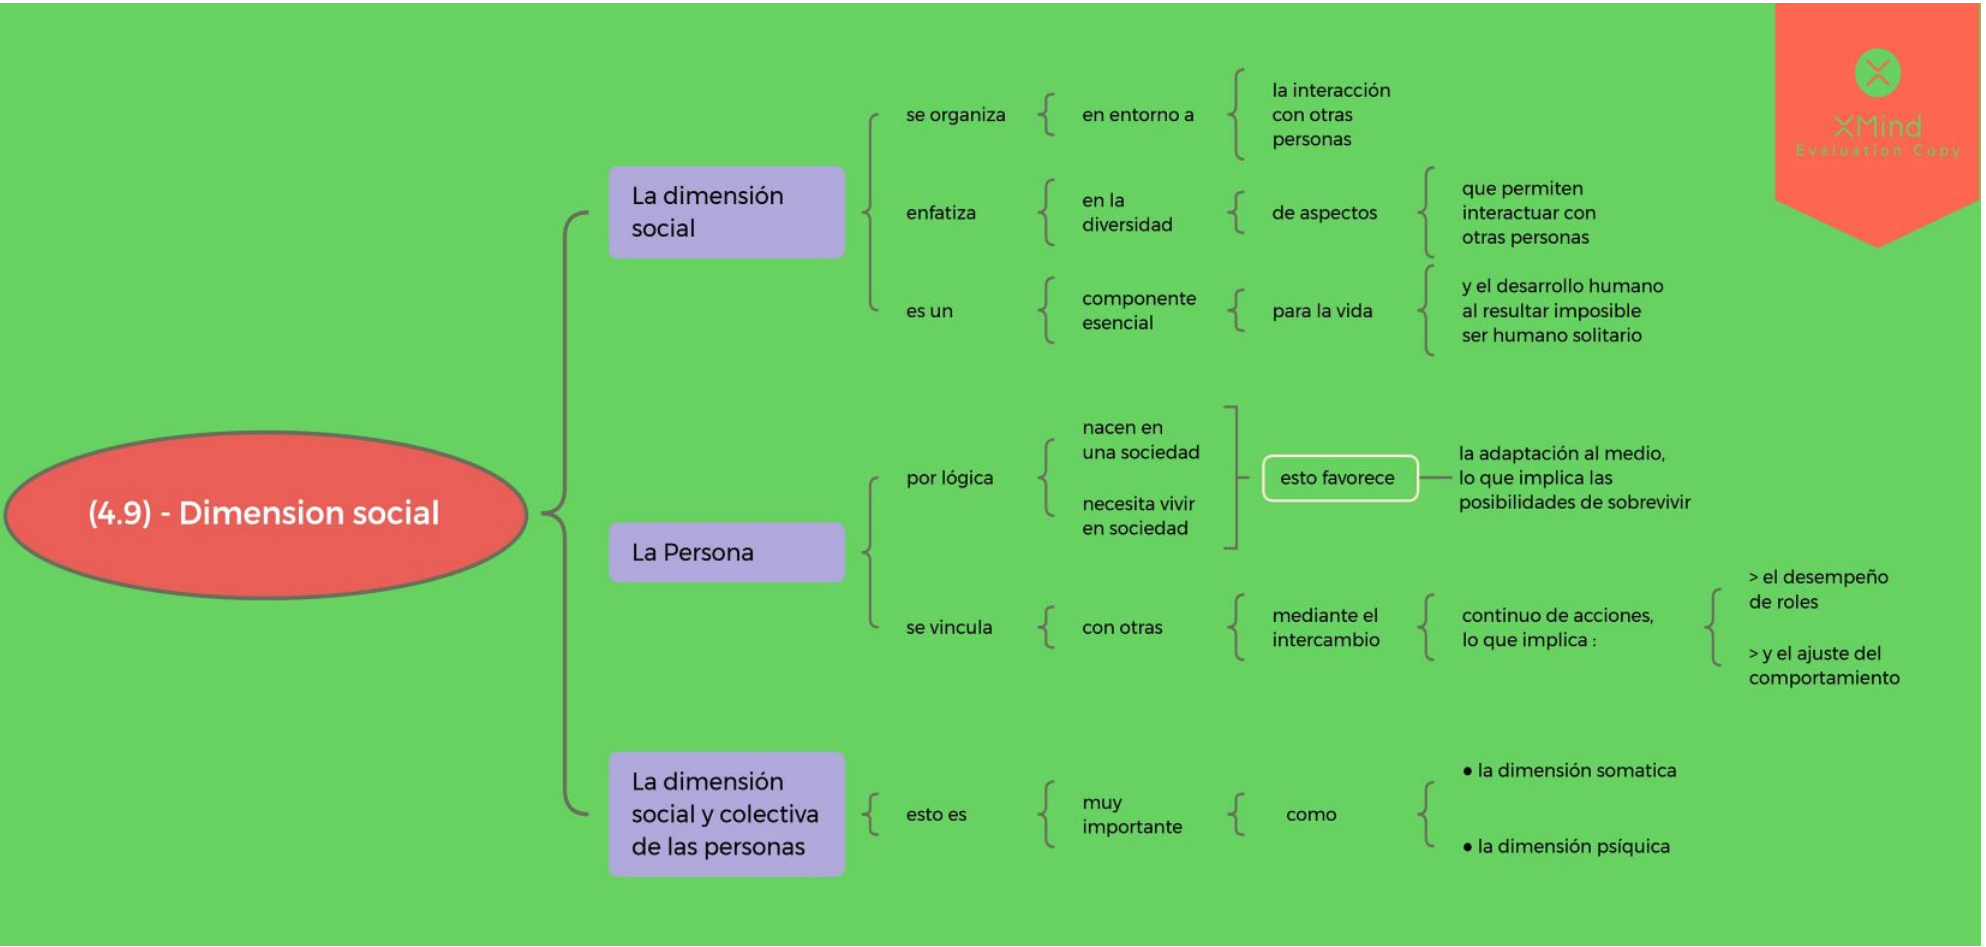 (4.9) - Dimension social
La dimensión
social
se organiza
en entorno a
la interacción
con otras
personas
enfatiza
en la
diversidad
de aspectos
que permiten
interactuar con
otras personas
es un
componente
esencial
para la vida
y el desarrollo humano
al resultar imposible
ser humano solitario
La Persona
por lógica
nacen en
una sociedad
necesita vivir
en sociedad
esto favorece
la adaptación al medio,
lo que implica las
posibilidades de sobrevivir
se vincula
con otras
mediante el
intercambio
continuo de acciones,
lo que implica :
> el desempeño
de roles
> y el ajuste del
comportamiento
La dimensión
social y colectiva
de las personas
esto es
muy
importante
como
• la dimensión somatica
• la dimensión psíquica
XMind
Evaluation Copy